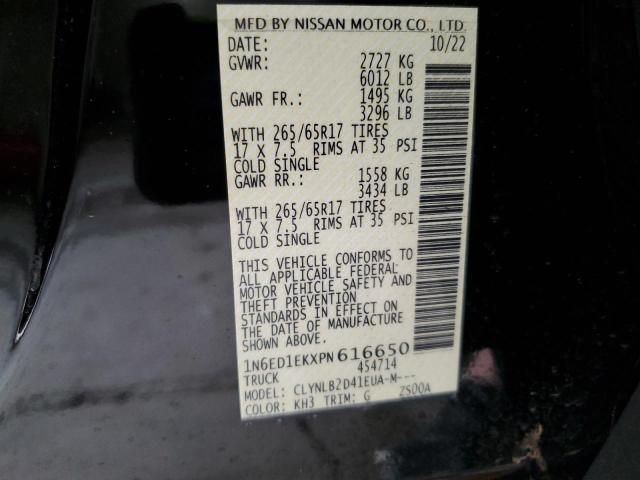 MFD BY NISSAN MOTOR CO., LTD.
DATE: 10/22
GVWR: 2727 KG
6012 LB
GAWR FR.: 1495 KG
3296 LB
WITH 265/65R17 TIRES
17 X 7.5 RIMS AT 35 PSI
COLD SINGLE
GAWR RR.: 1558 KG
3434 LB
WITH 265/65R17 TIRES
17 X 7.5 RIMS AT 35 PSI
COLD SINGLE
THIS VEHICLE CONFORMS TO
ALL APPLICABLE FEDERAL
MOTOR VEHICLE SAFETY AND
THEFT PREVENTION
STANDARDS IN EFFECT ON
THE DATE OF MANUFACTURE
SHOWN ABOVE.
1N6ED1EKXPN616650
TRUCK 454714
MODEL: CLYNLB2D41EUA-M---
COLOR: KH3 TRIM: G ZS00A